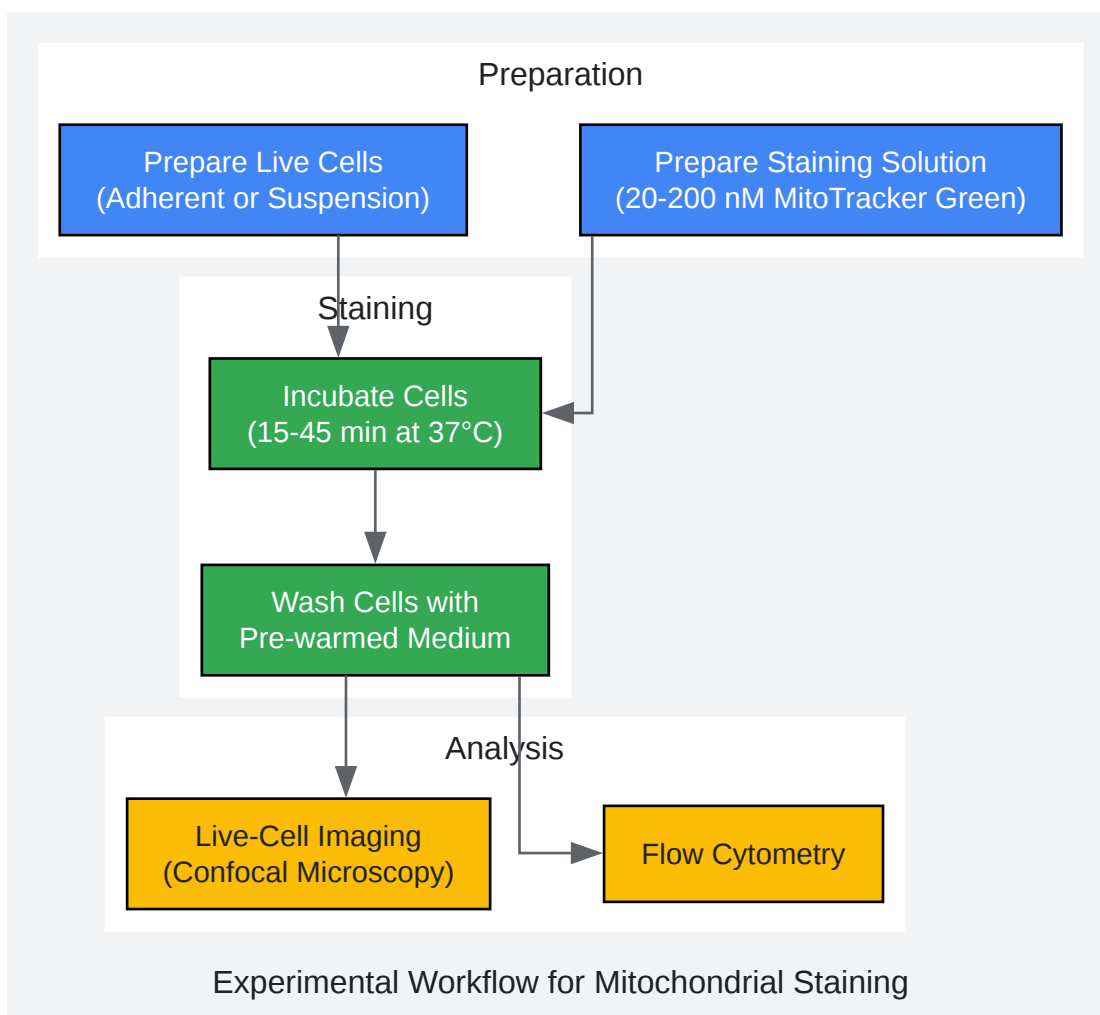 Preparation
Prepare Live Cells
(Adherent or Suspension)
Prepare Staining Solution
(20-200 nM MitoTracker Green)
Staining
Incubate Cells
(15-45 min at 37°C)
Wash Cells with
Pre-warmed Medium
Analysis
Live-Cell Imaging
(Confocal Microscopy)
Flow Cytometry
Experimental Workflow for Mitochondrial Staining